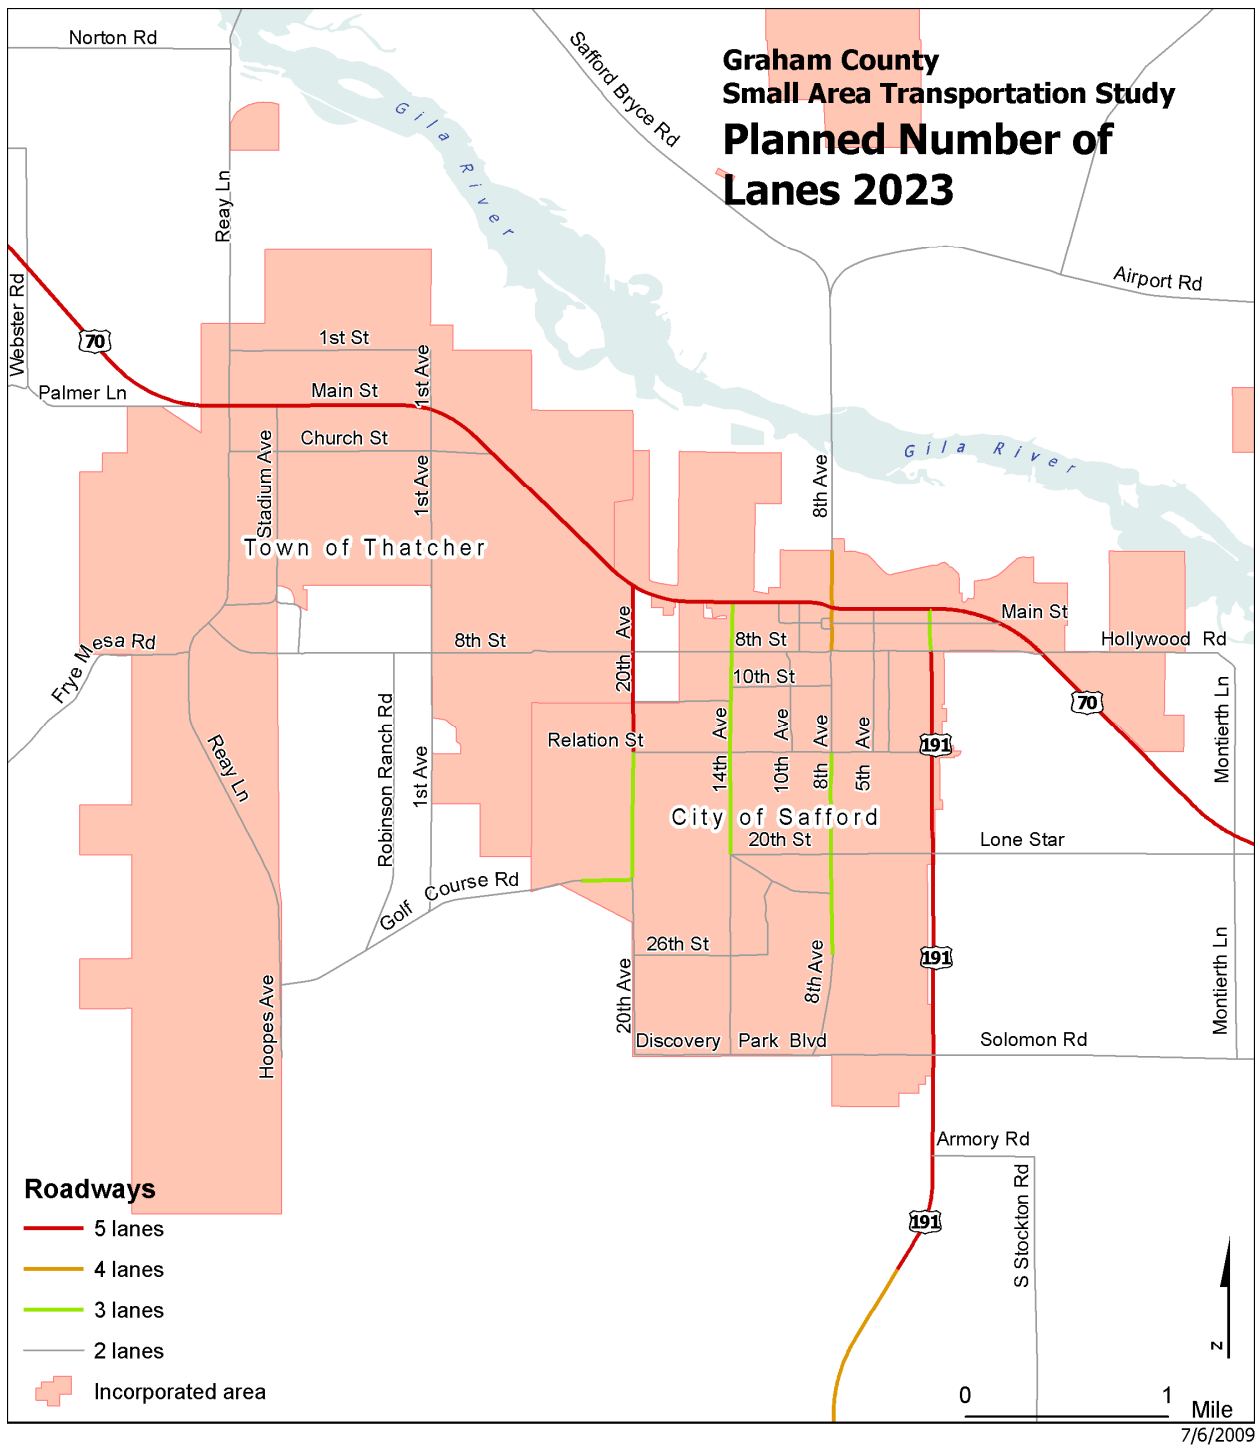 Norton Rd
Safford Bryce Rd
Graham County
Small Area Transportation Study
Planned Number of
Lanes 2023
Gila River
Reay Ln
Airport Rd
Webster Rd
70
1st St
1st Ave
Palmer Ln
Main St
Church St
Stadium Ave
1st Ave
8th Ave
Gila River
Town of Thatcher
Main St
Frye Mesa Rd
8th St
20th Ave
8th St
Hollywood Rd
10th St
70
Montierth Ln
Relation St
14th Ave
10th Ave
8th Ave
5th Ave
191
Reay Ln
Robinson Ranch Rd
1st Ave
City of Safford
20th St
Lone Star
Golf Course Rd
26th St
191
Hoopes Ave
20th Ave
8th Ave
Montierth Ln
Discovery Park Blvd
Solomon Rd
Armory Rd
S Stockton Rd
191
Roadways
5 lanes
4 lanes
3 lanes
2 lanes
Incorporated area
N
0 1
Mile
7/6/2009